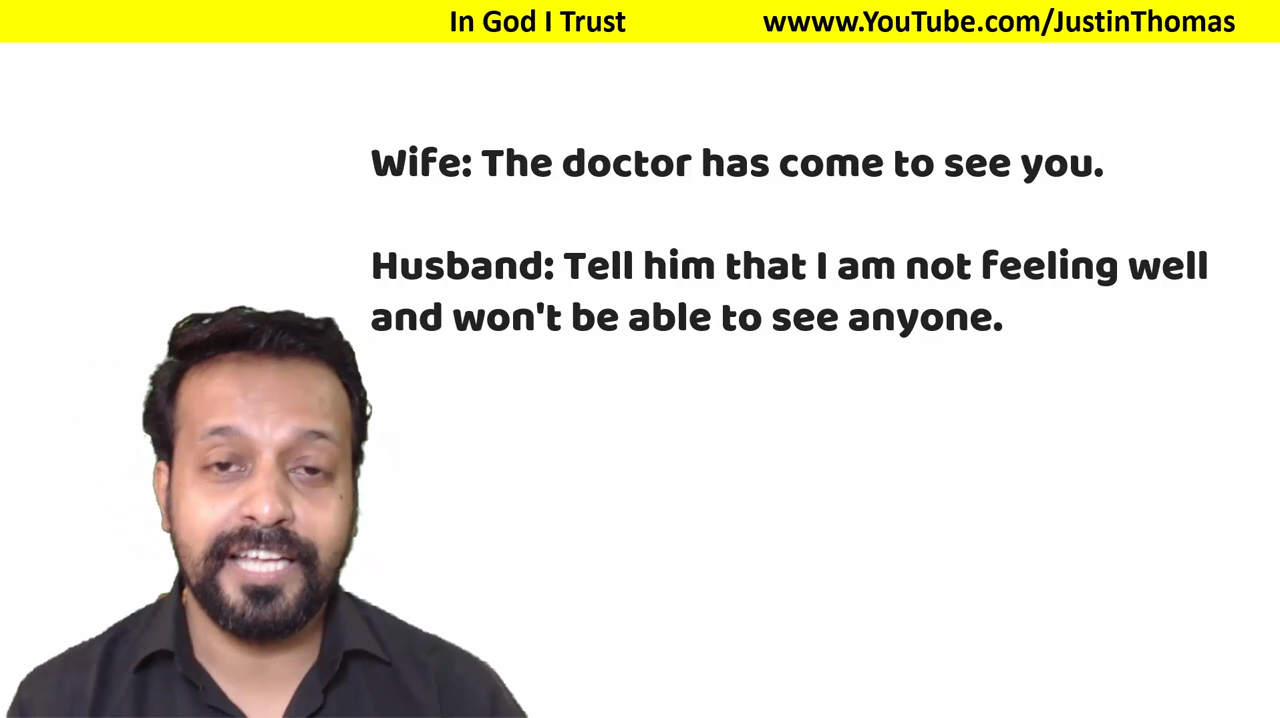 In God I Trust wwww.YouTube.com/JustinThomas
Wife: The doctor has come to see you.
Husband: Tell him that I am not feeling well
and won't be able to see anyone.